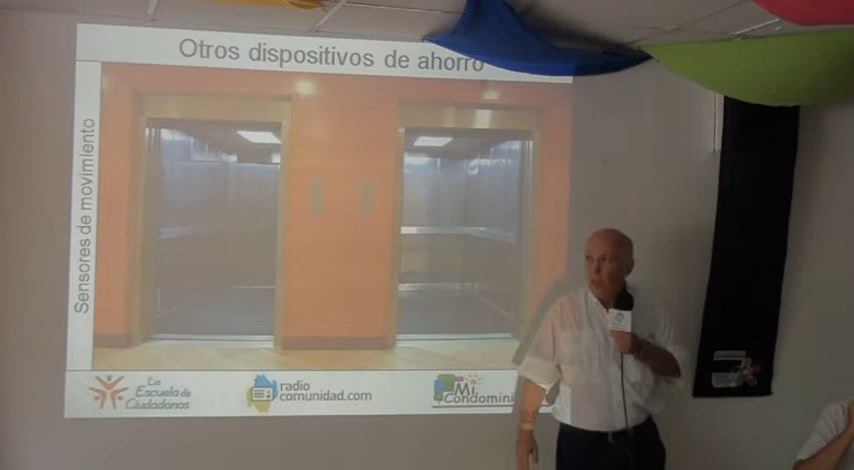 Otros dispositivos de ahorro
Sensores de movimiento
La
Escuela de
Ciudadanos
radio
comunidad.com
Mi
Condomini